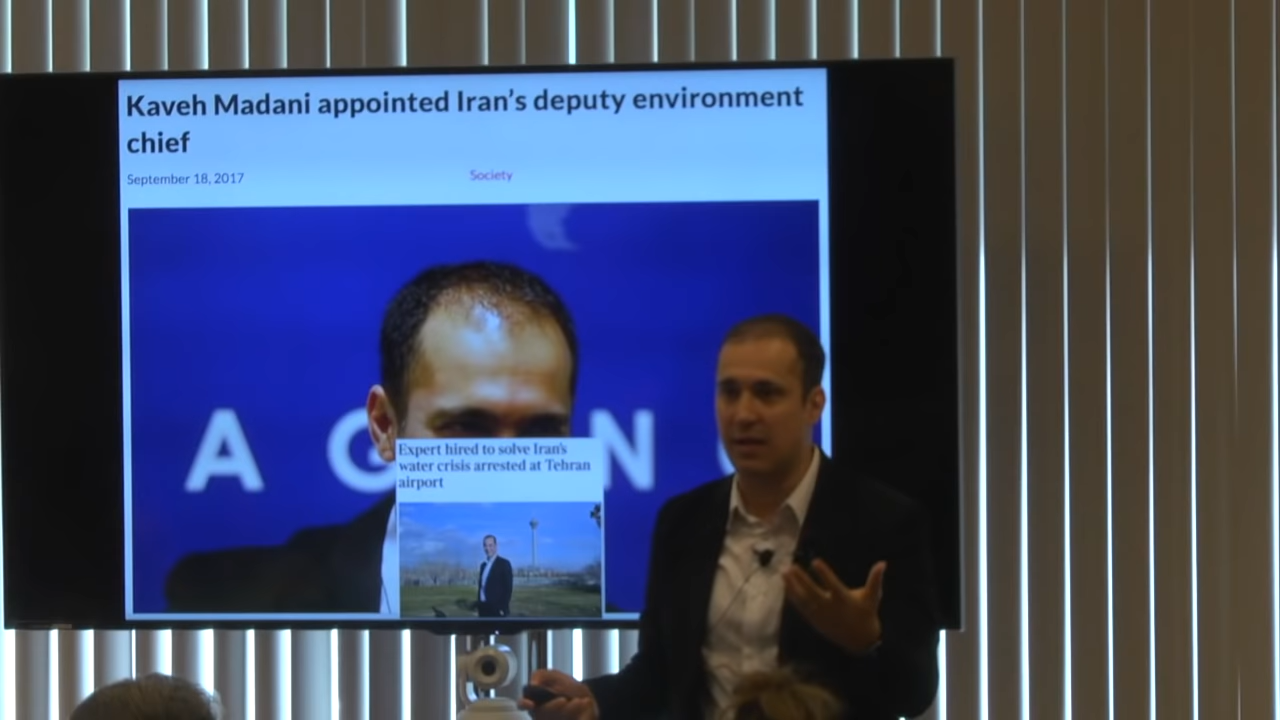 Kaveh Madani appointed Iran's deputy environment
chief
September 18, 2017
Society
A G N
Expert hired to solve Iran's
water crisis arrested at Tehran
airport